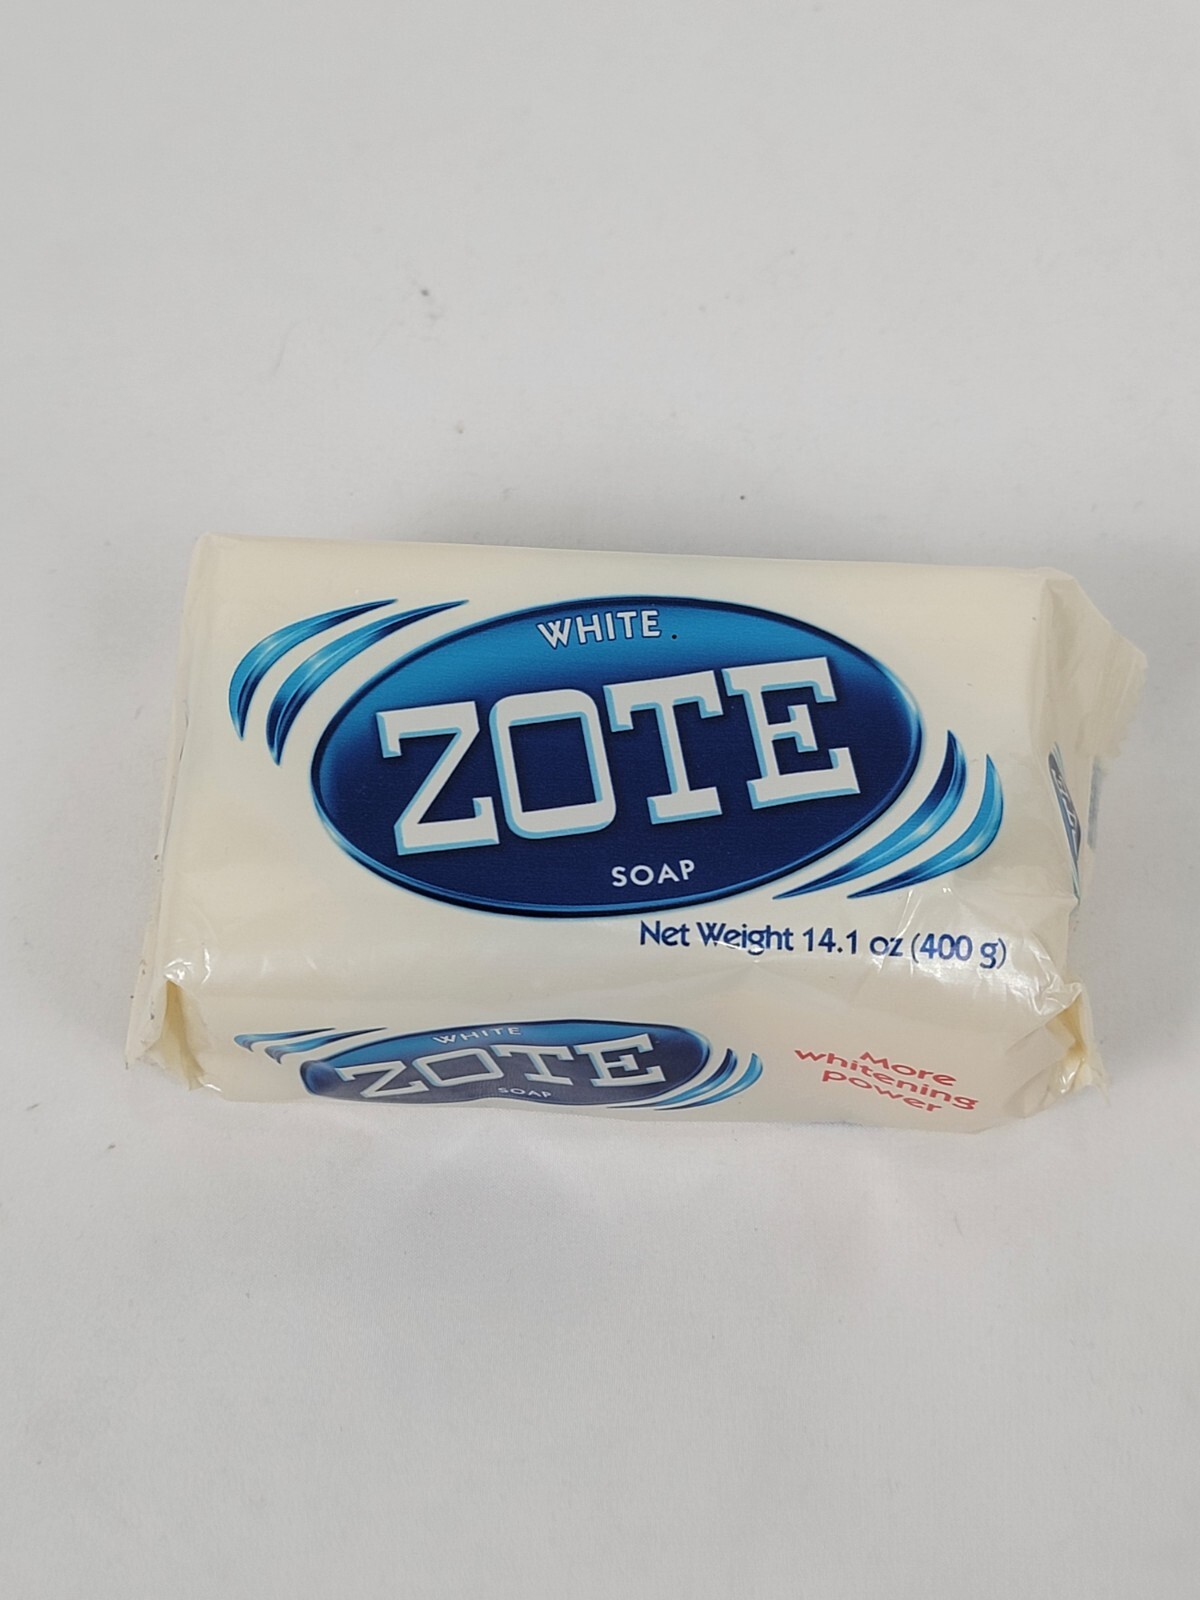 WHITE
ZOTE
SOAP
Net Weight 14.1 oz (400 g)
WHITE
ZOTE
SOAP
More
whitening
power